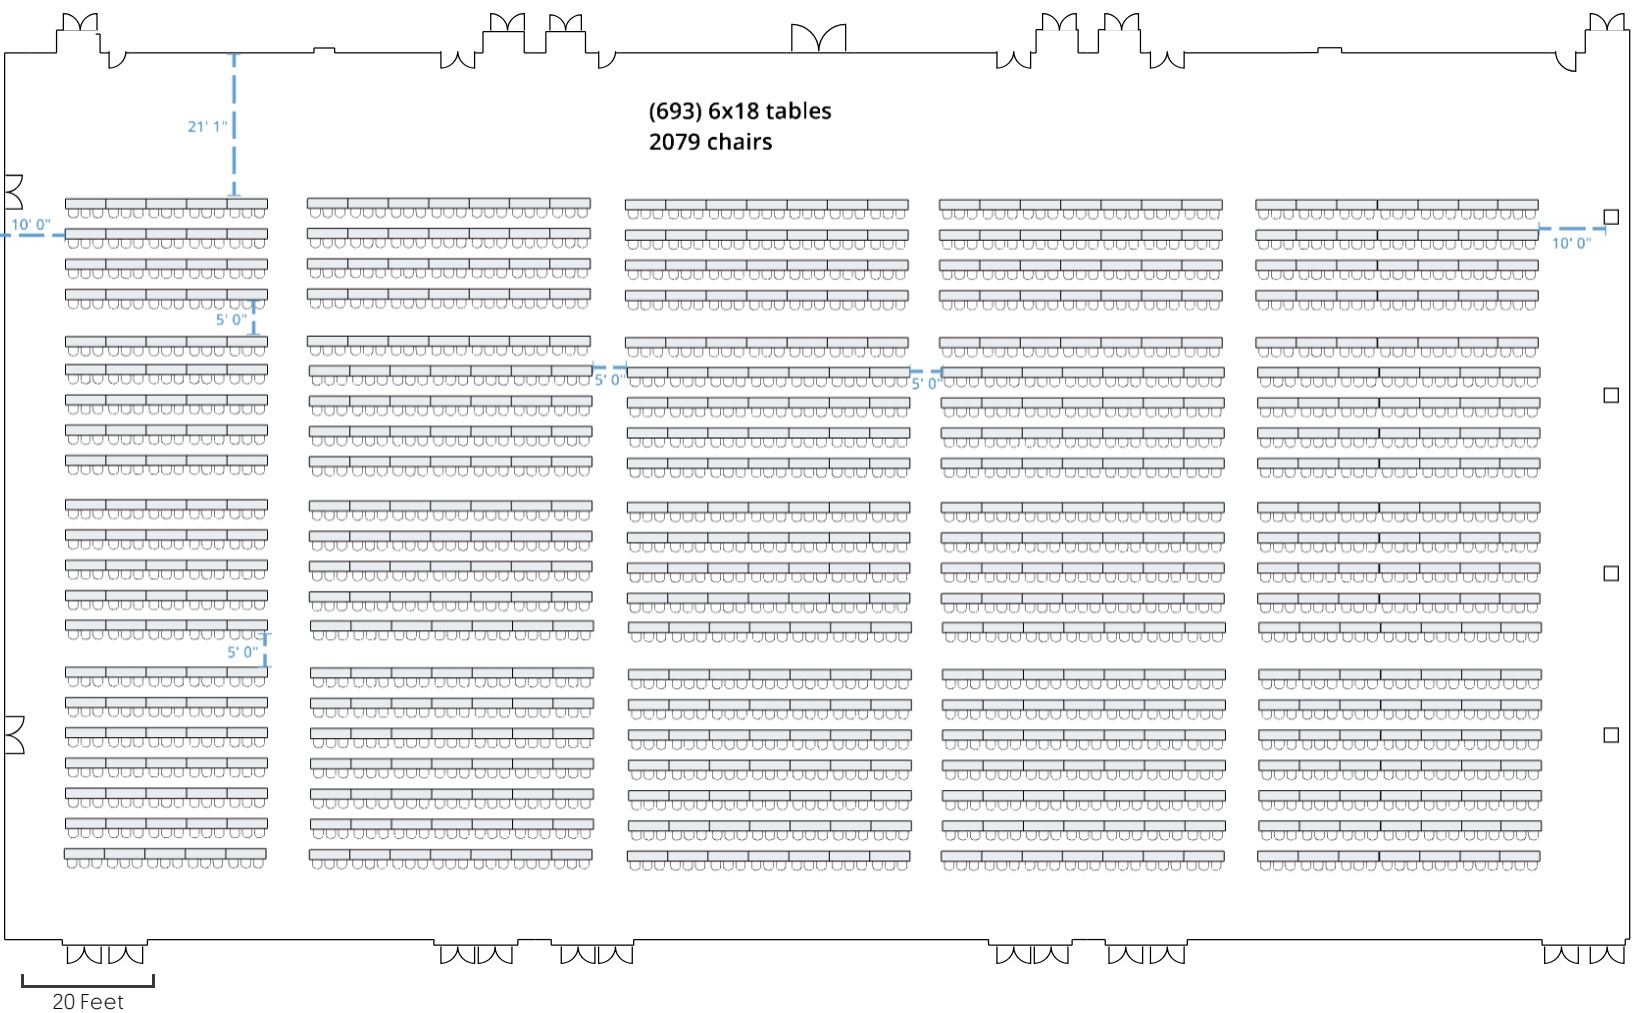 (693) 6x18 tables
2079 chairs
21' 1"
10' 0"
10' 0"
5' 0"
5' 0"
5' 0"
5' 0"
20 Feet